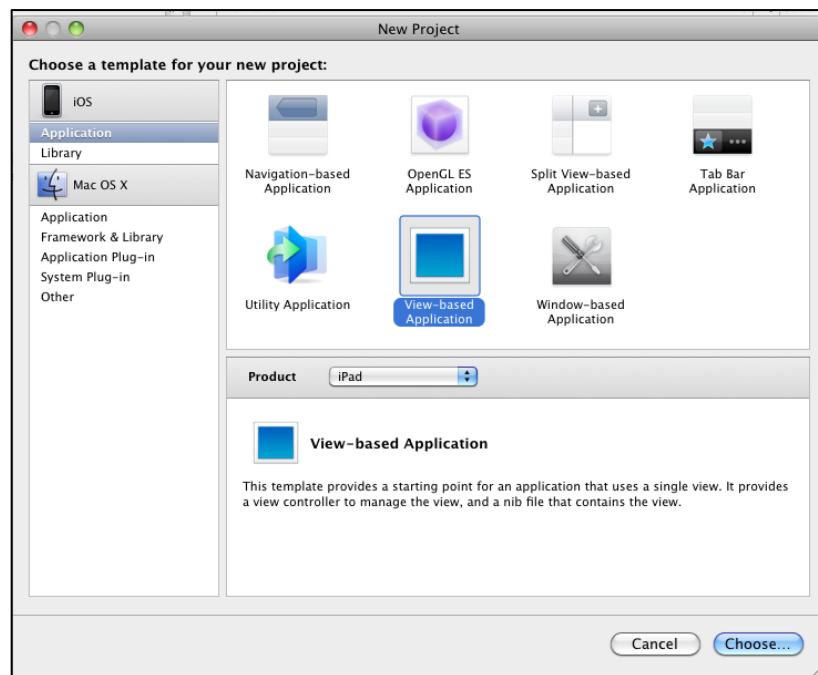 New Project
Choose a template for your new project:
iOS
Application
Library
Mac OS X
Application
Framework & Library
Application Plug-in
System Plug-in
Other
Navigation-based
Application
OpenGL ES
Application
Split View-based
Application
Tab Bar
Application
Utility Application
View-based
Application
Window-based
Application
Product
iPad
View-based Application
This template provides a starting point for an application that uses a single view. It provides
a view controller to manage the view, and a nib file that contains the view.
Cancel
Choose...